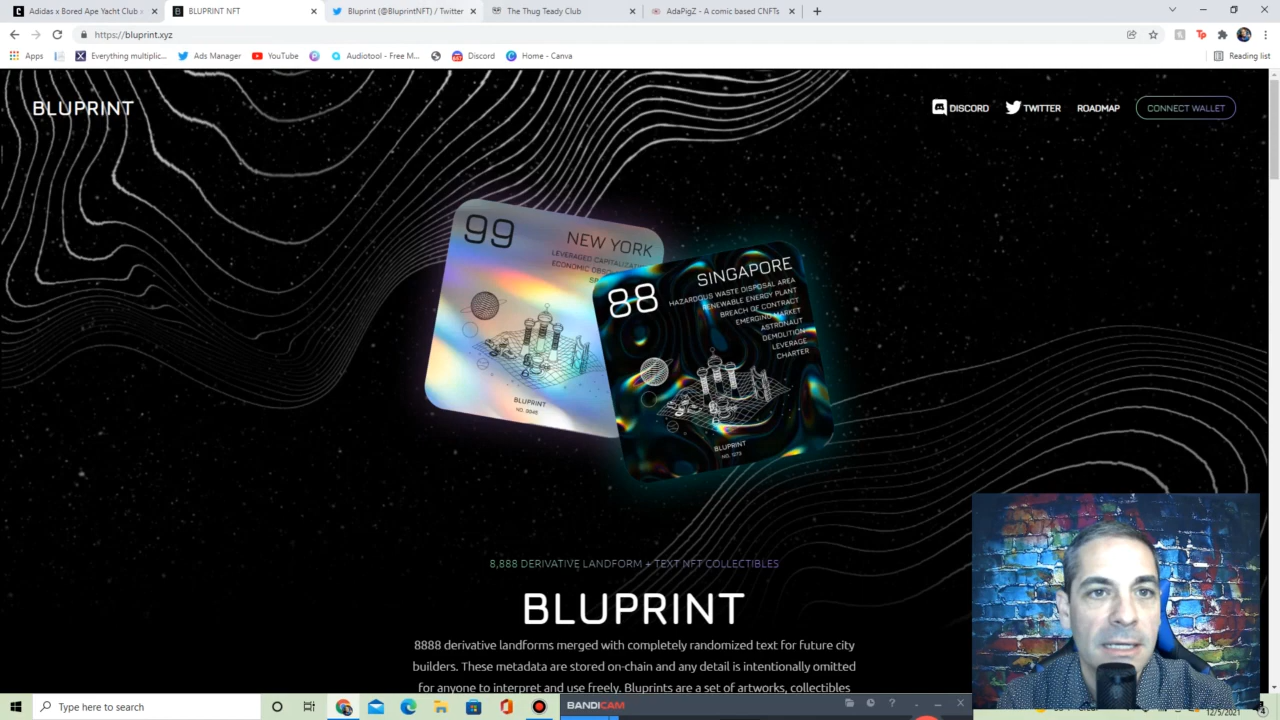 Adidas x Bored Ape Yacht Club
BLUPRINT NFT
Bluprint (@BluprintNFT) / Twitter
The Thug Teady Club
AdaPigZ - A comic based CNFTs
https://bluprint.xyz
Apps
Everything multiplic...
Ads Manager
YouTube
Audiotool - Free M...
Discord
Home - Canva
Reading list
BLUPRINT
DISCORD
TWITTER
ROADMAP
CONNECT WALLET
99
NEW YORK
LEVERAGED
ECONOMIC
BLUPRINT
88
SINGAPORE
HAZARDOUS WASTE DISPOSAL AREA
RENEWABLE ENERGY PLANT
BREACH OF CONTRACT
EMERGING MARKET
ASTRONAUT
DEMOLITION
LEVERAGE
CHARTER
BLUPRINT
NO. 1073
8,888 DERIVATIVE LANDFORM + TEXT NFT COLLECTIBLES
BLUPRINT
8888 derivative landforms merged with completely randomized text for future city
builders. These metadata are stored on-chain and any detail is intentionally omitted
for anyone to interpret and use freely. Bluprints are a set of artworks, collectibles
Type here to search
BANDICAM
12/5/2021
4